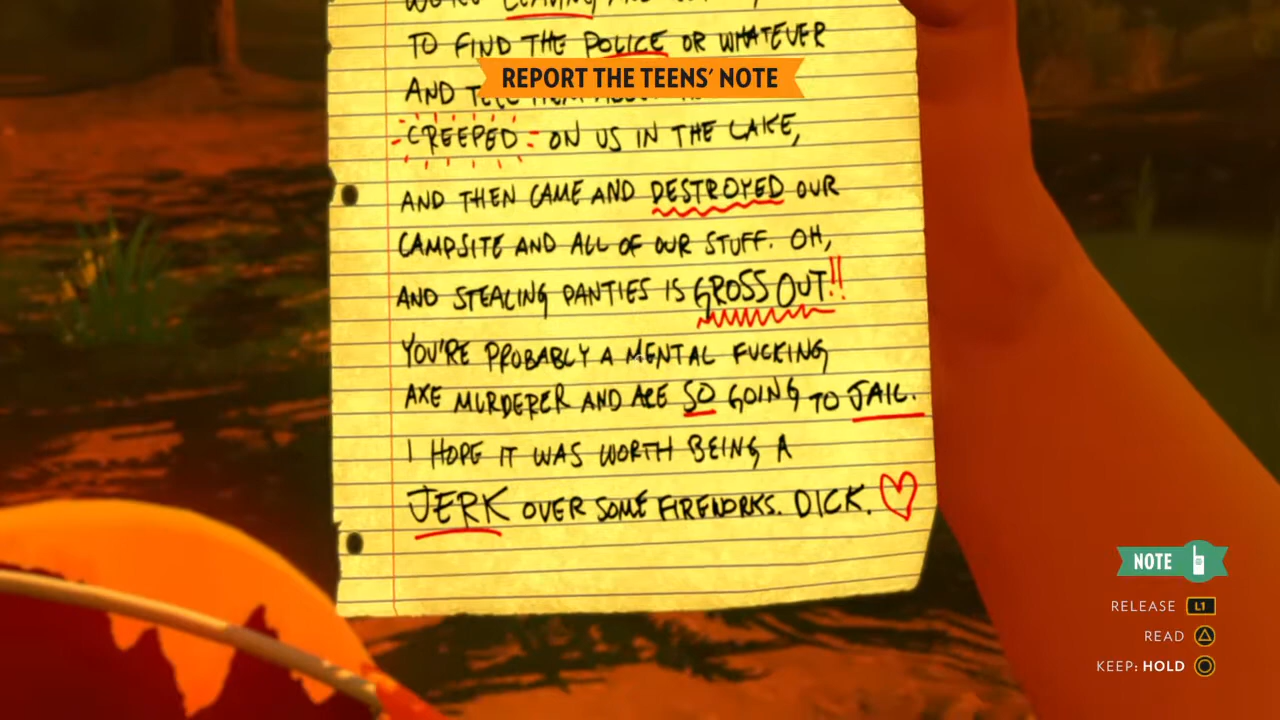 LEAVING
TO FIND THE POLICE OR WHATEVER
REPORT THE TEENS' NOTE
AND TELL THEM
CREEPED ON US IN THE LAKE,
AND THEN CAME AND DESTROYED OUR
CAMPSITE AND ALL OF OUR STUFF. OH,
AND STEALING PANTIES IS GROSS OUT!!
YOU'RE PROBABLY A MENTAL FUCKING
AXE MURDERER AND ARE SO GOING TO JAIL.
I HOPE IT WAS WORTH BEING A
JERK OVER SOME FIREWORKS. DICK.
NOTE
RELEASE L1
READ
KEEP: HOLD